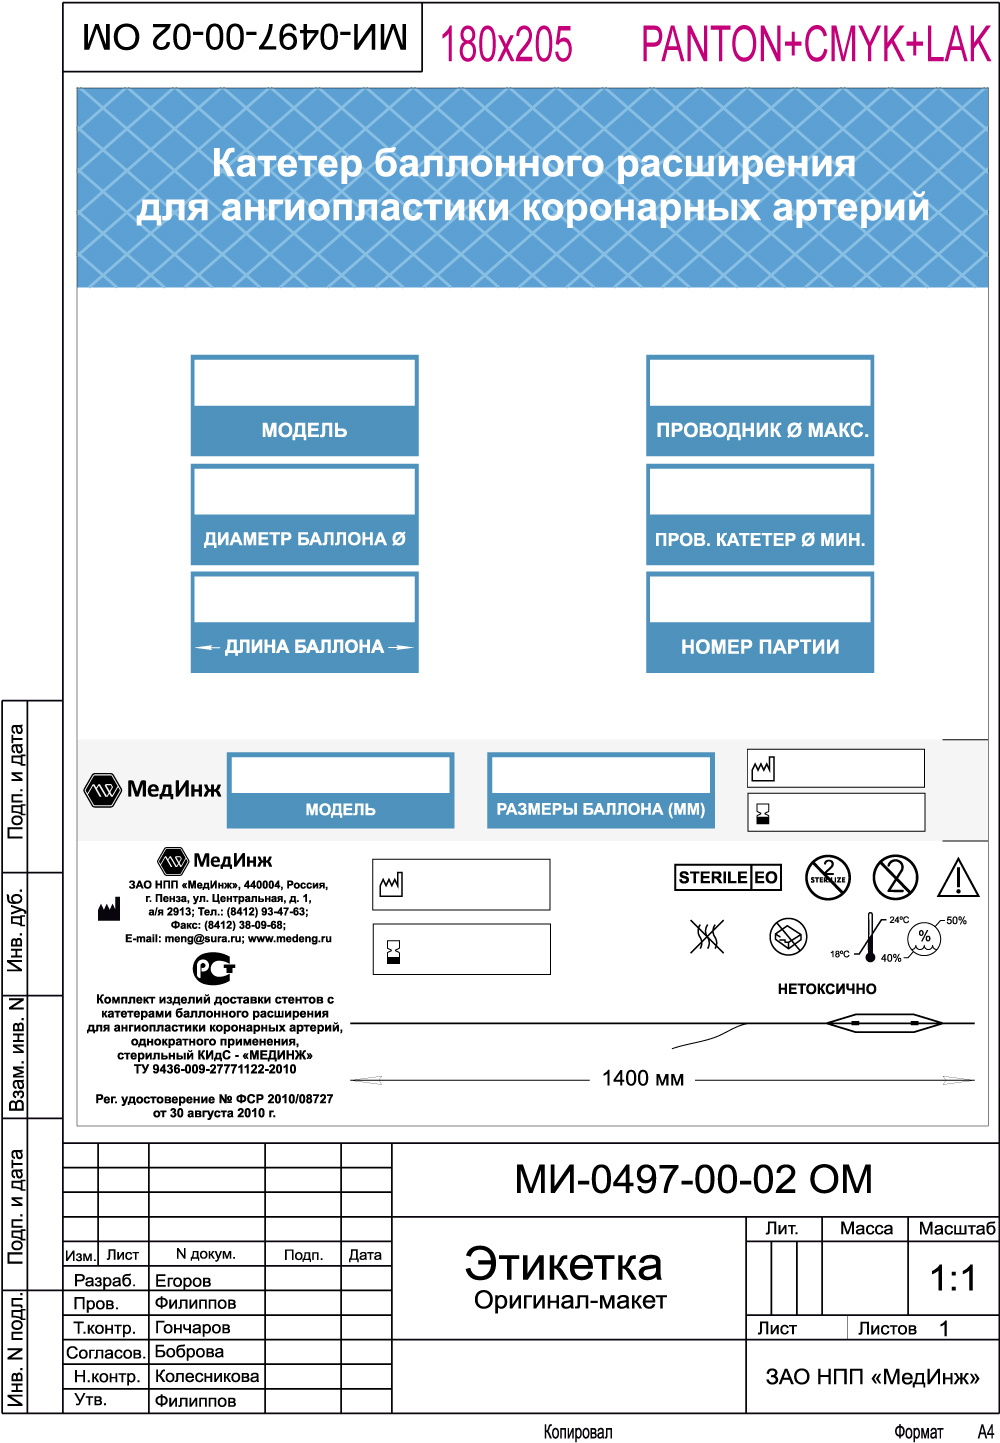 МИ-0497-00-02 ОМ
180x205
PANTON+CMYK+LAK
Катетер баллонного расширения
для ангиопластики коронарных артерий
МОДЕЛЬ
ПРОВОДНИК Ø МАКС.
ДИАМЕТР БАЛЛОНА Ø
ПРОВ. КАТЕТЕР Ø МИН.
ДЛИНА БАЛЛОНА
НОМЕР ПАРТИИ
МедИнж
МОДЕЛЬ
РАЗМЕРЫ БАЛЛОНА (ММ)
МедИнж
ЗАО НПП «МедИнж», 440004, Россия,
г. Пенза, ул. Центральная, д. 1,
а/я 2913; Тел.: (8412) 93-47-63;
Факс: (8412) 38-09-68;
E-mail: meng@sura.ru; www.medeng.ru
РСТ
Комплект изделий доставки стентов с
катетерами баллонного расширения
для ангиопластики коронарных артерий,
однократного применения,
стерильный КИдС - «МЕДИНЖ»
ТУ 9436-009-27771122-2010
Рег. удостоверение № ФСР 2010/08727
от 30 августа 2010 г.
STERILE EO
2
STERILIZE
2
!
18ºC
24ºC
%
40%
50%
НЕТОКСИЧНО
1400 мм
Подп. и дата
Инв. дуб.
Взам. инв. N
Подп. и дата
Инв. N подл.
МИ-0497-00-02 ОМ
Этикетка
Оригинал-макет
Лит.
Масса
Масштаб
1:1
Лист
Листов 1
ЗАО НПП «МедИнж»
Изм.
Лист
N докум.
Подп.
Дата
Разраб. Егоров
Пров. Филиппов
Т.контр. Гончаров
Согласов. Боброва
Н.контр. Колесникова
Утв. Филиппов
Копировал
Формат А4